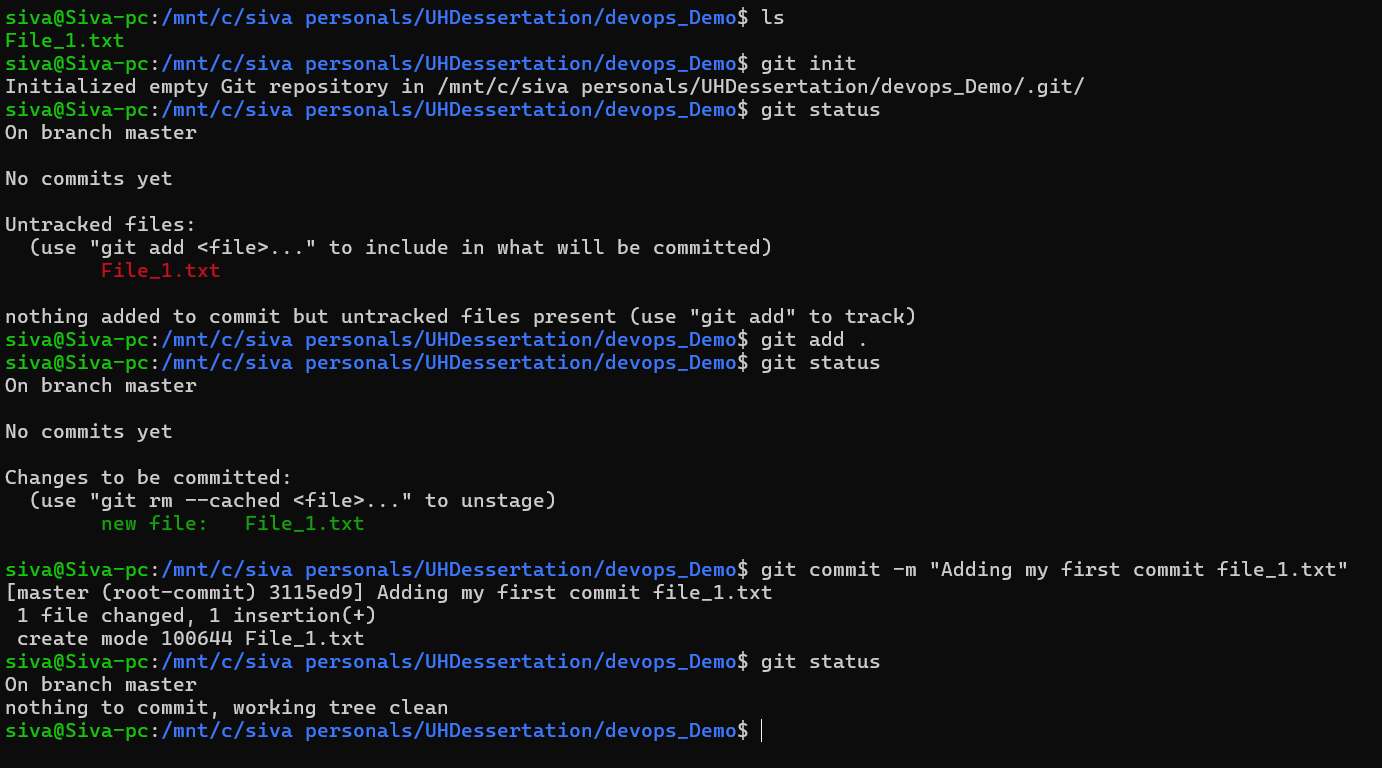 siva@Siva-pc:/mnt/c/siva personals/UHDessertation/devops_Demo$ ls
File_1.txt
siva@Siva-pc:/mnt/c/siva personals/UHDessertation/devops_Demo$ git init
Initialized empty Git repository in /mnt/c/siva personals/UHDessertation/devops_Demo/.git/
siva@Siva-pc:/mnt/c/siva personals/UHDessertation/devops_Demo$ git status
On branch master

No commits yet

Untracked files:
  (use "git add <file>..." to include in what will be committed)
        File_1.txt

nothing added to commit but untracked files present (use "git add" to track)
siva@Siva-pc:/mnt/c/siva personals/UHDessertation/devops_Demo$ git add .
siva@Siva-pc:/mnt/c/siva personals/UHDessertation/devops_Demo$ git status
On branch master

No commits yet

Changes to be committed:
  (use "git rm --cached <file>..." to unstage)
        new file:   File_1.txt

siva@Siva-pc:/mnt/c/siva personals/UHDessertation/devops_Demo$ git commit -m "Adding my first commit file_1.txt"
[master (root-commit) 3115ed9] Adding my first commit file_1.txt
 1 file changed, 1 insertion(+)
 create mode 100644 File_1.txt
siva@Siva-pc:/mnt/c/siva personals/UHDessertation/devops_Demo$ git status
On branch master
nothing to commit, working tree clean
siva@Siva-pc:/mnt/c/siva personals/UHDessertation/devops_Demo$